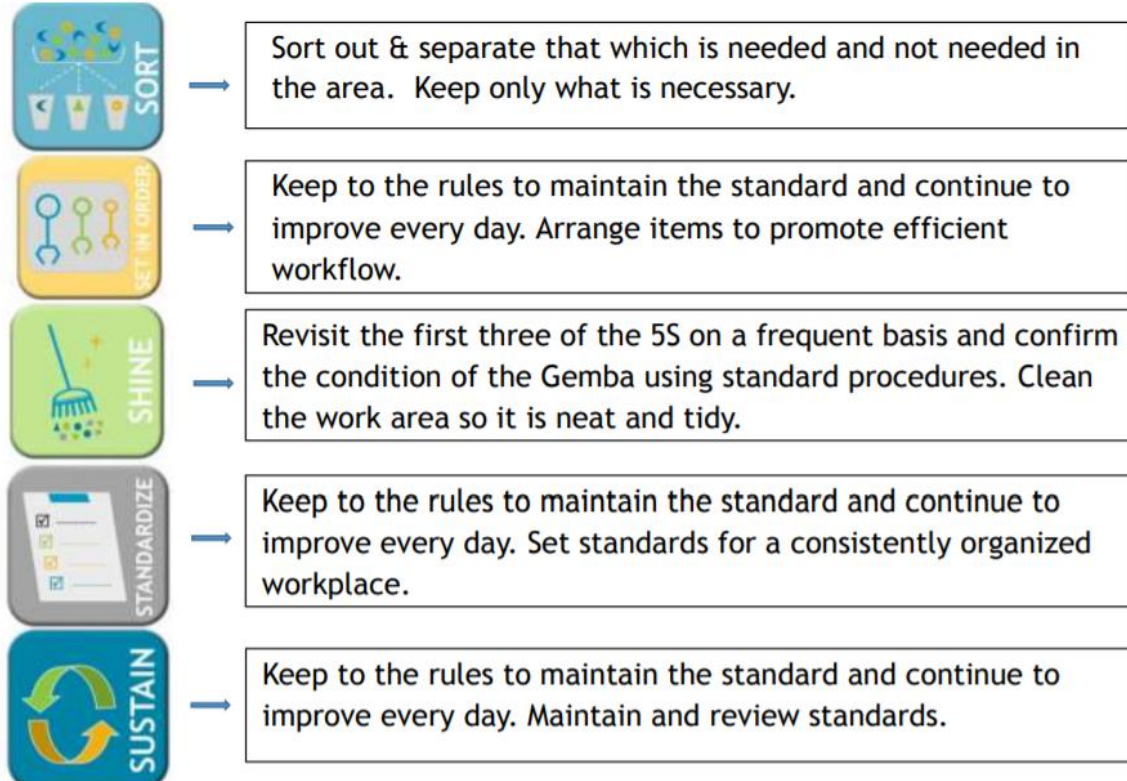 SORT
Sort out & separate that which is needed and not needed in
the area. Keep only what is necessary.
SET IN ORDER
Keep to the rules to maintain the standard and continue to
improve every day. Arrange items to promote efficient
workflow.
SHINE
Revisit the first three of the 5S on a frequent basis and confirm
the condition of the Gemba using standard procedures. Clean
the work area so it is neat and tidy.
STANDARDIZE
Keep to the rules to maintain the standard and continue to
improve every day. Set standards for a consistently organized
workplace.
SUSTAIN
Keep to the rules to maintain the standard and continue to
improve every day. Maintain and review standards.